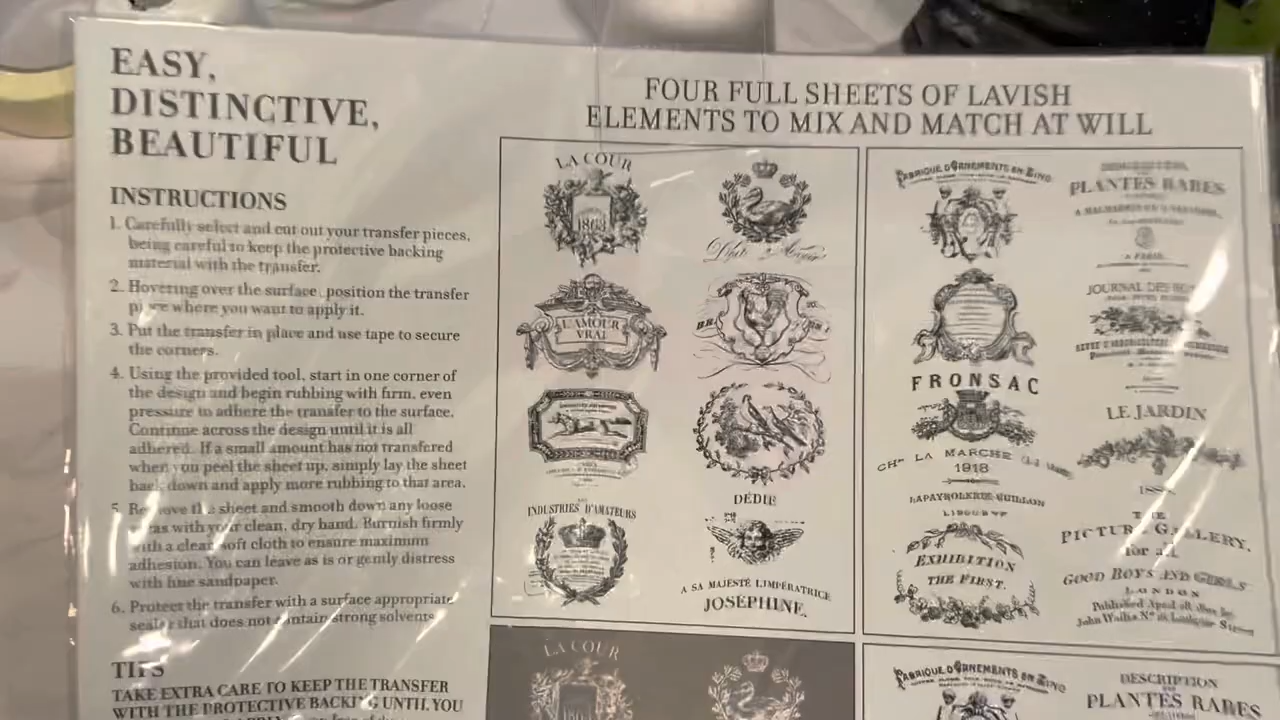 EASY,
DISTINCTIVE,
BEAUTIFUL
INSTRUCTIONS
1. Carefully select and cut out your transfer pieces,
being careful to keep the protective backing
material with the transfer.
2. Hovering over the surface, position the transfer
where you want to apply it.
3. Put the transfer in place and use tape to secure
the corners.
4. Using the provided tool, start in one corner of
the design and begin rubbing with firm, even
pressure to adhere the transfer to the surface.
Continue across the design until it is all
adhered. If a small amount has not transferred
when you peel the sheet up, simply lay the sheet
back down and apply more rubbing to that area.
5. Remove the sheet and smooth down any loose
with your clean, dry hand. Burnish firmly
with a clean soft cloth to ensure maximum
adhesion. You can leave as is or gently distress
with fine sandpaper.
6. Protect the transfer with a surface appropriate
sealer that does not contain strong solvents
TIPS
TAKE EXTRA CARE TO KEEP THE TRANSFER
WITH THE PROTECTIVE BACKING UNTIL YOU
FOUR FULL SHEETS OF LAVISH
ELEMENTS TO MIX AND MATCH AT WILL
LA COUR
L'AMOUR
VRAI
INDUSTRIES D'AMATEURS
DÉDIÉ
A SA MAJESTÉ L'IMPÉRATRICE
JOSÉPHINE.
FABRIQUE D'ORNEMENTS EN ZINC
FRONSAC
CHᵀᴱ LA MARCHE
1918
EXHIBITION
THE FIRST.
PLANTES RARES
A PARIS
JOURNAL DES
LE JARDIN
THE
PICTURE GALLERY,
for all
GOOD BOYS AND GIRLS
LONDON
LA COUR
FABRIQUE D'ORNEMENTS EN ZINC
DESCRIPTION
PLANTES RARES